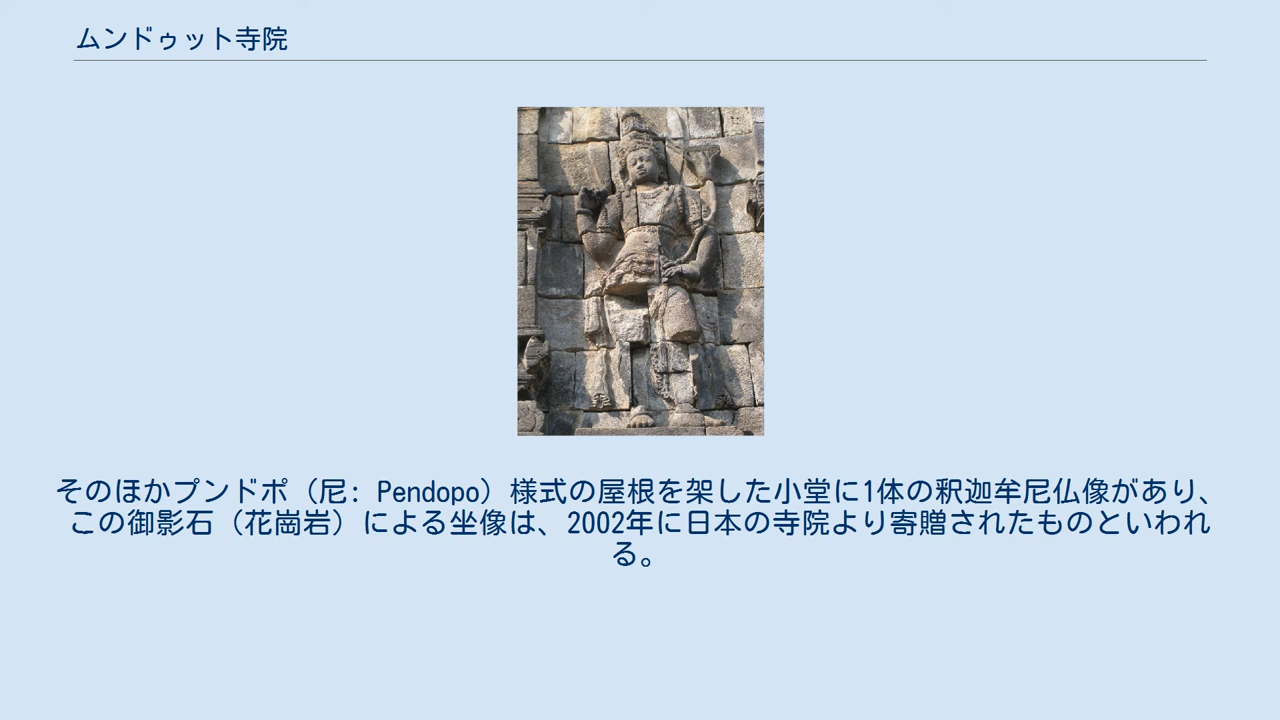 ムンドゥット寺院
そのほかプンドポ（尼: Pendopo）様式の屋根を架した小堂に1体の釈迦牟尼仏像があり、
この御影石（花崗岩）による坐像は、2002年に日本の寺院より寄贈されたものといわれ
る。